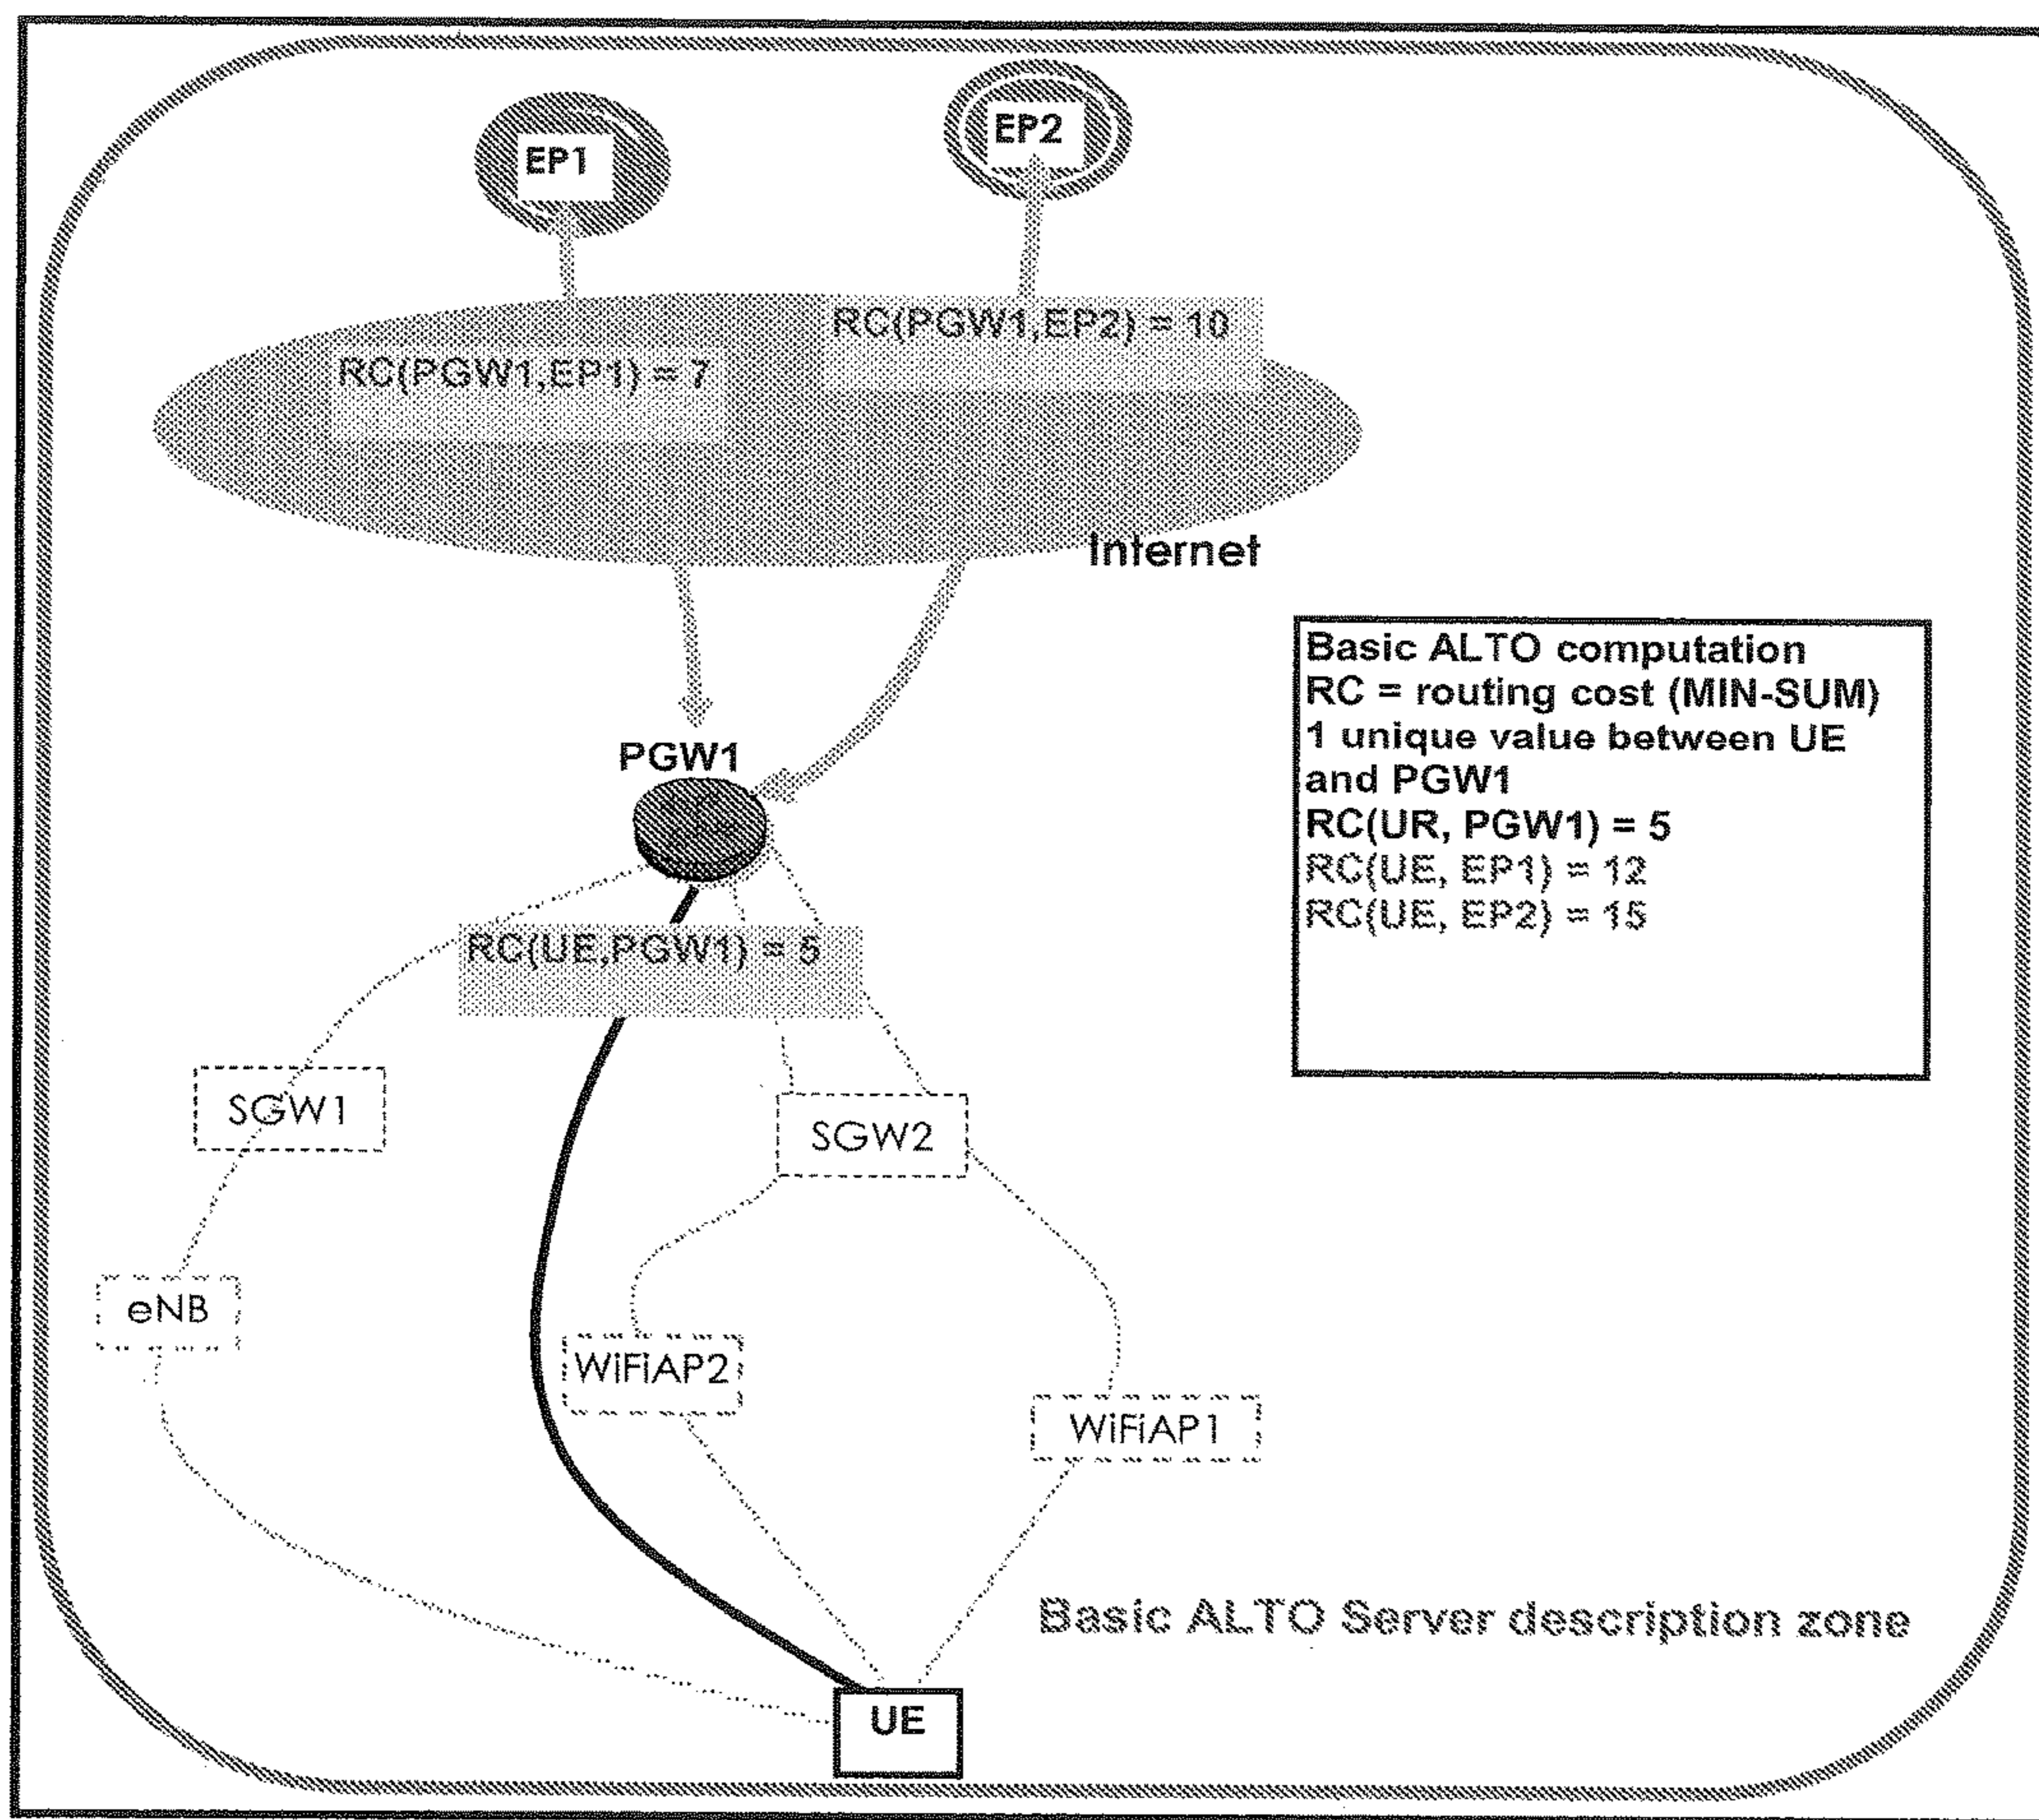 EP1
EP2
RC(PGW1,EP2) = 10
RC(PGW1,EP1) = 7
Internet
Basic ALTO computation
RC = routing cost (MIN-SUM)
1 unique value between UE
and PGW1
RC(UR, PGW1) = 5
RC(UE, EP1) = 12
RC(UE, EP2) = 15
PGW1
RC(UE,PGW1) = 5
SGW1
SGW2
eNB
WiFiAP2
WiFiAP1
Basic ALTO Server description zone
UE